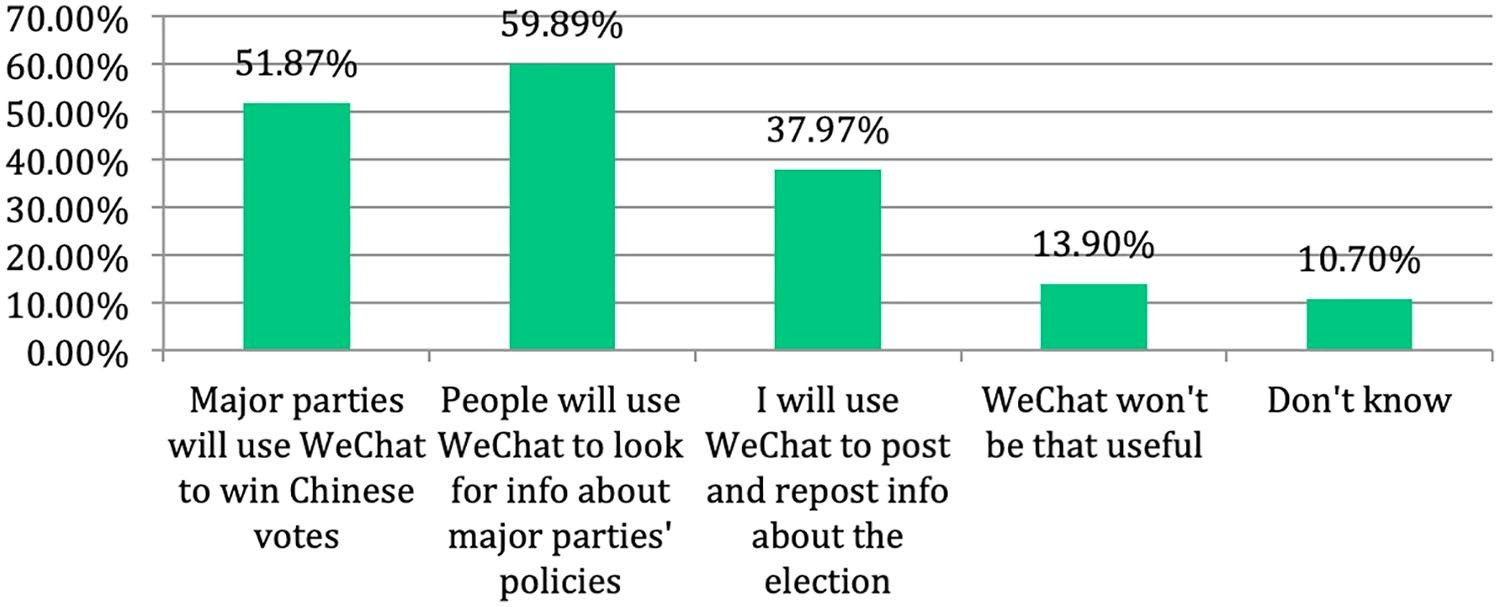 70.00%
60.00%
50.00%
40.00%
30.00%
20.00%
10.00%
0.00%
51.87%
59.89%
37.97%
13.90%
10.70%
Major parties
will use WeChat
to win Chinese
votes
People will use
WeChat to look
for info about
major parties'
policies
I will use
WeChat to post
and repost info
about the
election
WeChat won't
be that useful
Don't know